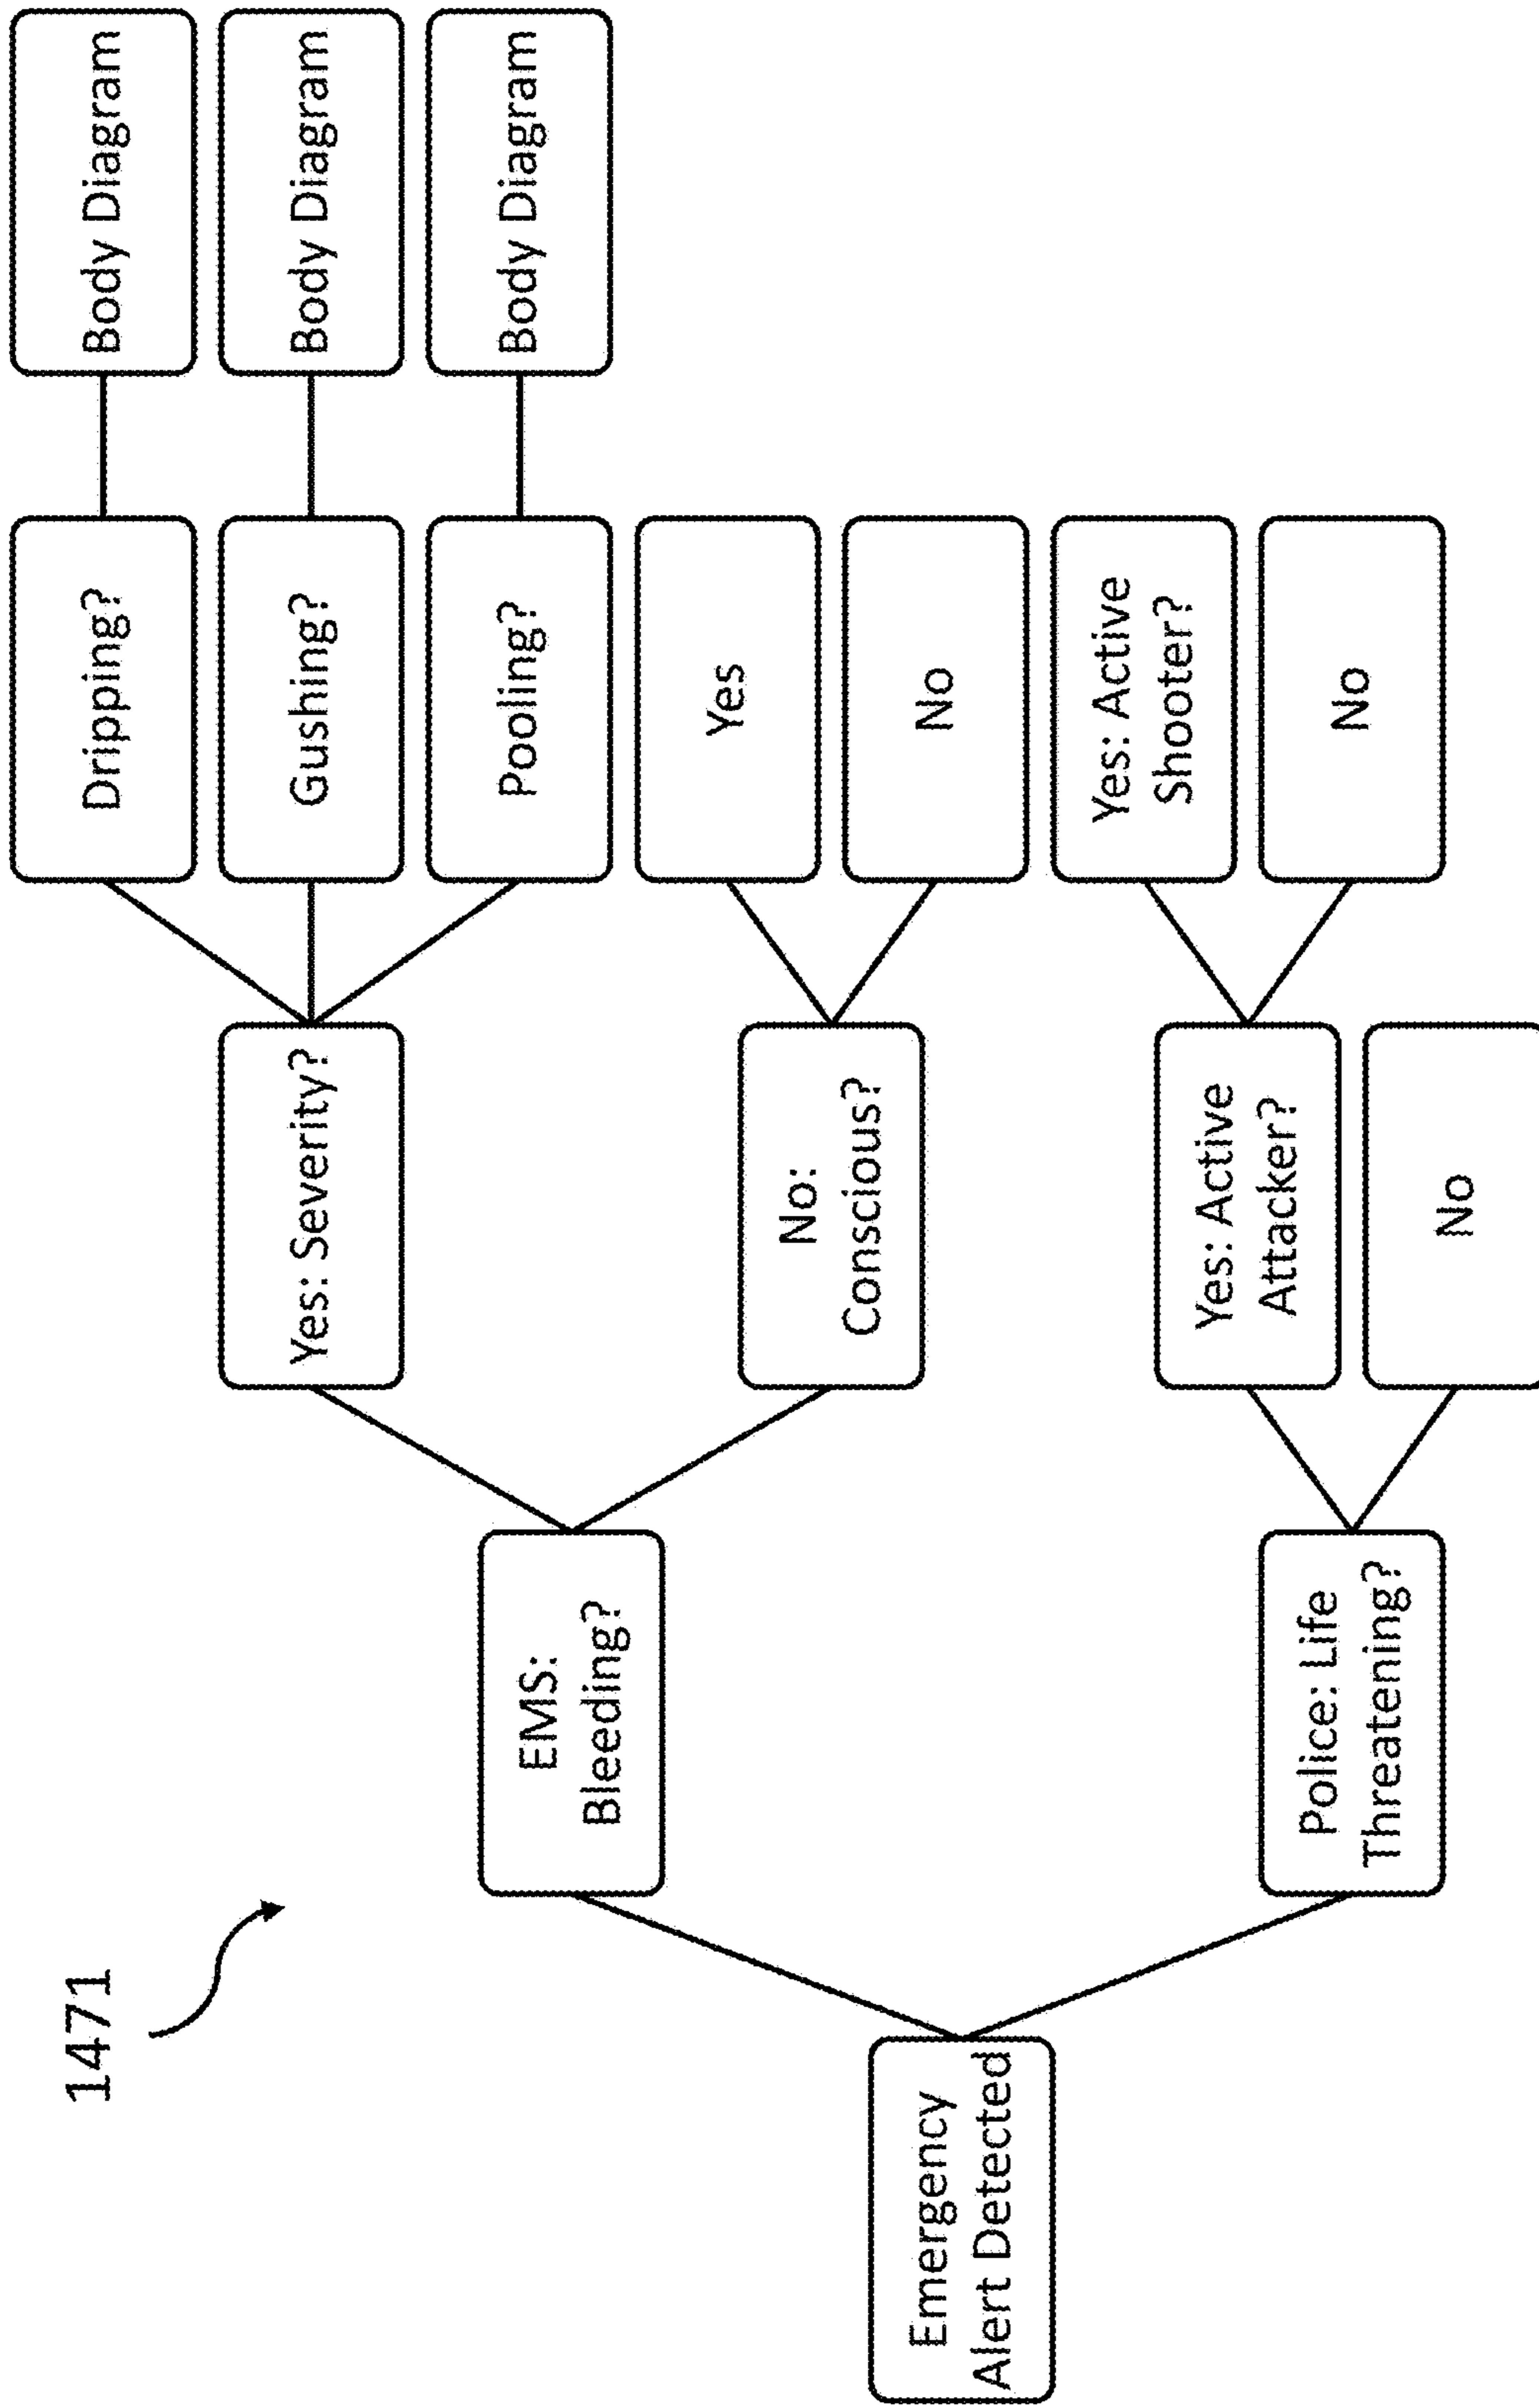 1471
Emergency
Alert Detected
EMS:
Bleeding?
Yes: Severity?
Dripping?
Body Diagram
Gushing?
Body Diagram
Pooling?
Body Diagram
No:
Conscious?
Yes
No
Police: Life
Threatening?
Yes: Active
Attacker?
Yes: Active
Shooter?
No
No